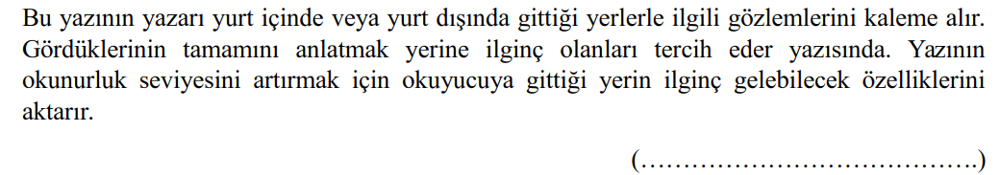 Bu yazının yazarı yurt içinde veya yurt dışında gittiği yerlerle ilgili gözlemlerini kaleme alır.
Gördüklerinin tamamını anlatmak yerine ilginç olanları tercih eder yazısında. Yazının
okunurluk seviyesini artırmak için okuyucuya gittiği yerin ilginç gelebilecek özelliklerini
aktarır.
(…………………………………….)